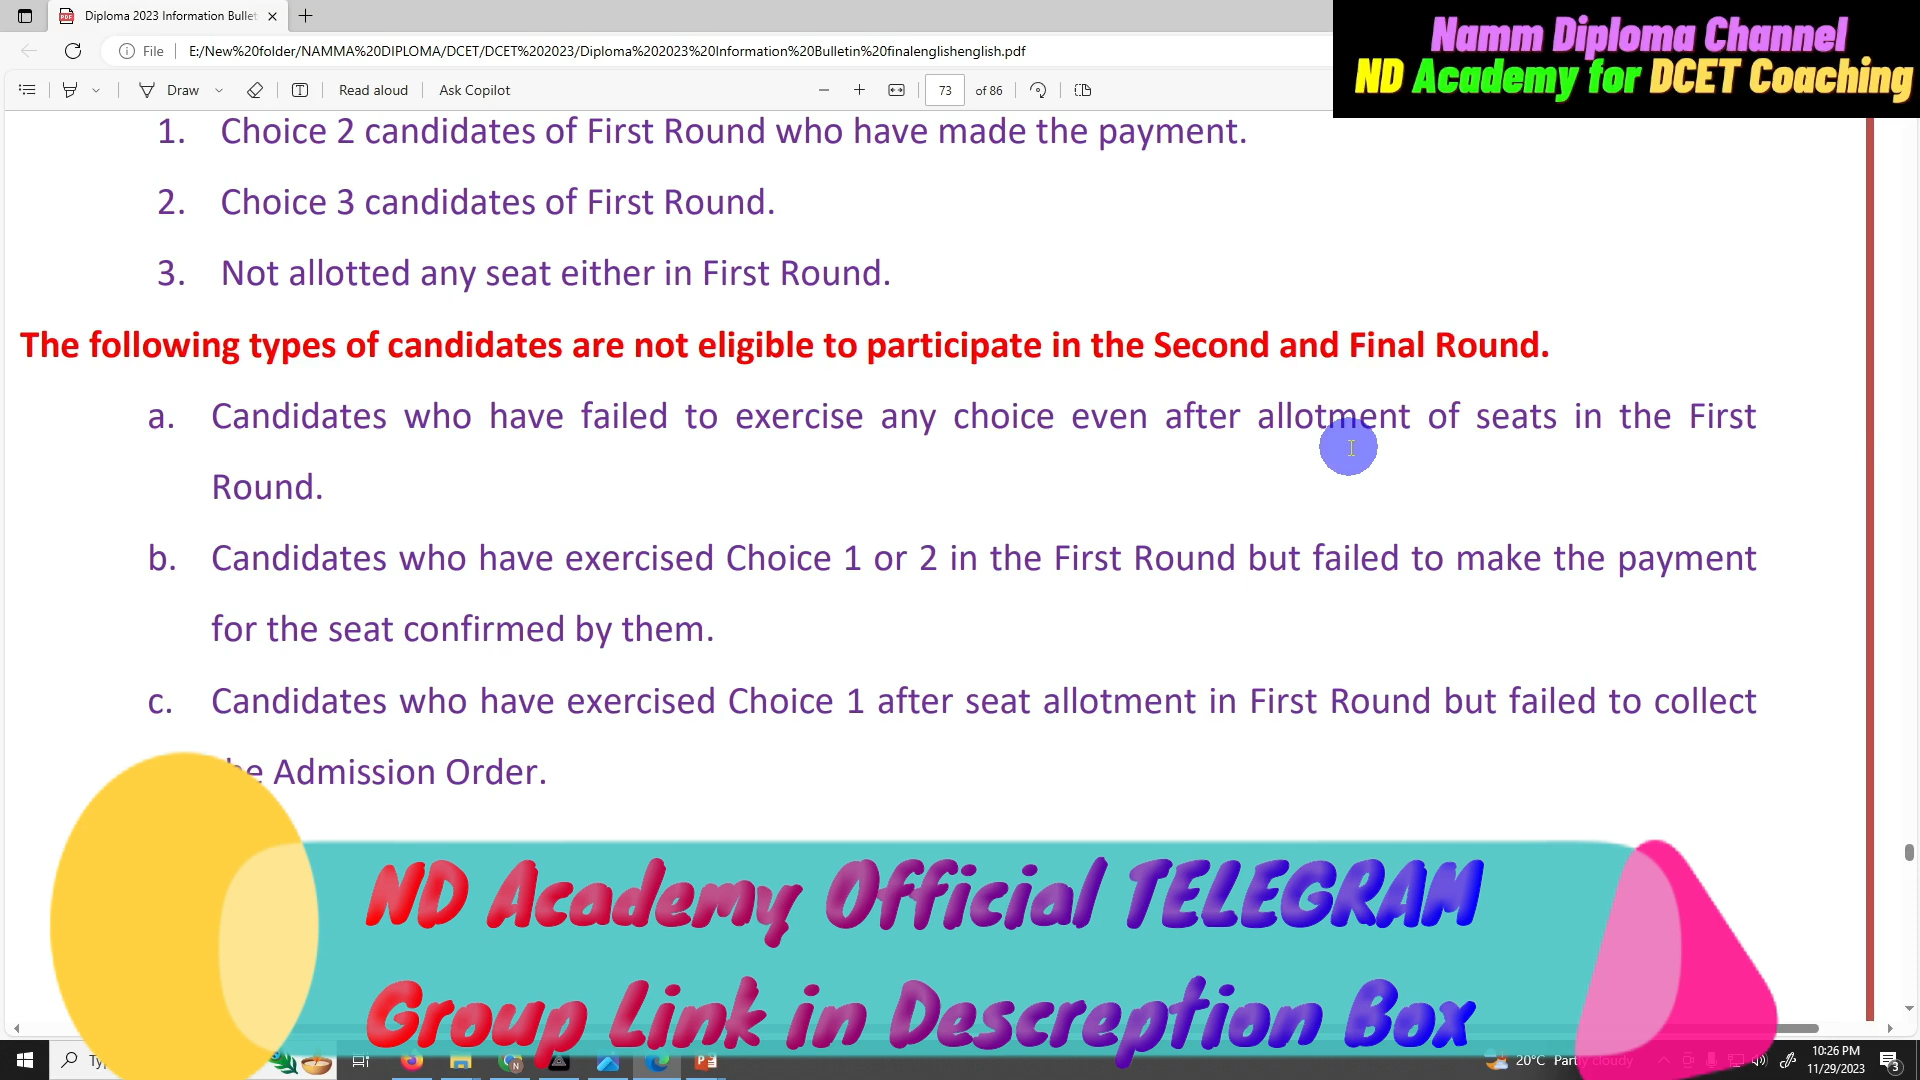 Diploma 2023 Information Bullet
Namm Diploma Channel
ND Academy for DCET Coaching
File
E:/New%20folder/NAMMA%20DIPLOMA/DCET/DCET%202023/Diploma%202023%20Information%20Bulletin%20finalenglishenglish.pdf
Draw
Read aloud
Ask Copilot
73 of 86
1. Choice 2 candidates of First Round who have made the payment.
2. Choice 3 candidates of First Round.
3. Not allotted any seat either in First Round.
The following types of candidates are not eligible to participate in the Second and Final Round.
a. Candidates who have failed to exercise any choice even after allotment of seats in the First
Round.
b. Candidates who have exercised Choice 1 or 2 in the First Round but failed to make the payment
for the seat confirmed by them.
c. Candidates who have exercised Choice 1 after seat allotment in First Round but failed to collect
he Admission Order.
ND Academy Official TELEGRAM
Group Link in Descreption Box
20°C Partly cloudy
10:26 PM
11/29/2023
3